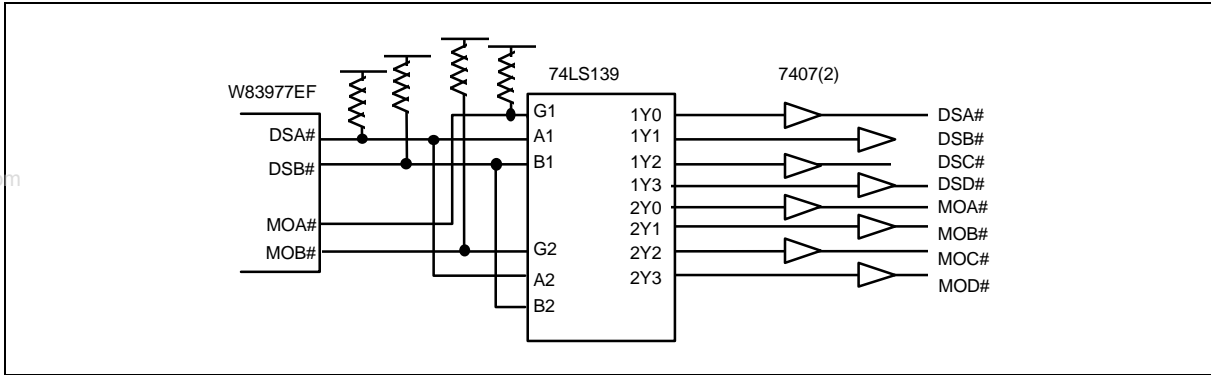 74LS139
7407(2)
W83977EF
DSA#
DSB#
MOA#
MOB#
G1
A1
B1
G2
A2
B2
1Y0
1Y1
1Y2
1Y3
2Y0
2Y1
2Y2
2Y3
DSA#
DSB#
DSC#
DSD#
MOA#
MOB#
MOC#
MOD#
om